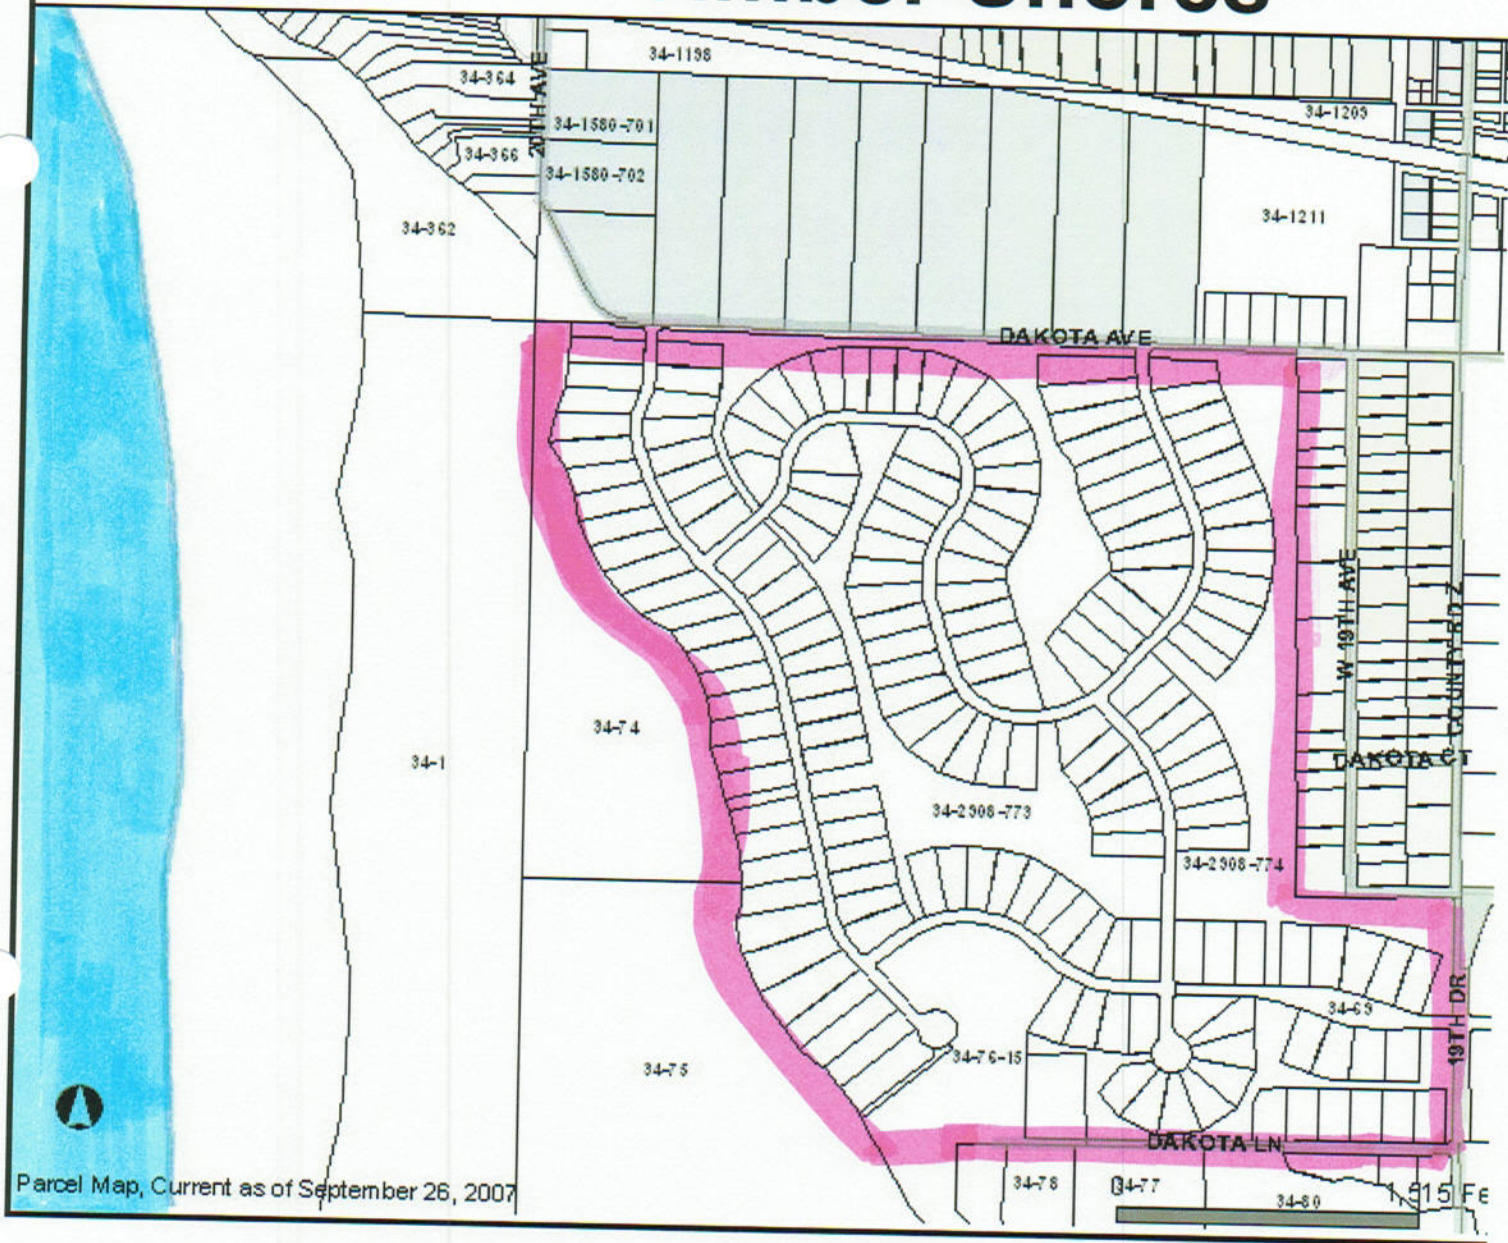 34-1198
34-364
20TH AVE
34-1209
34-1580-701
34-366
34-1580-702
34-1211
34-362
DAKOTA AVE
W 19TH AVE
COUNTY RD Z
34-74
34-1
DAKOTA CT
34-2908-773
34-2908-774
34-69
19TH DR
34-76-15
34-75
DAKOTA LN
34-78
34-77
Parcel Map, Current as of September 26, 2007
34-80
1,515 Fe